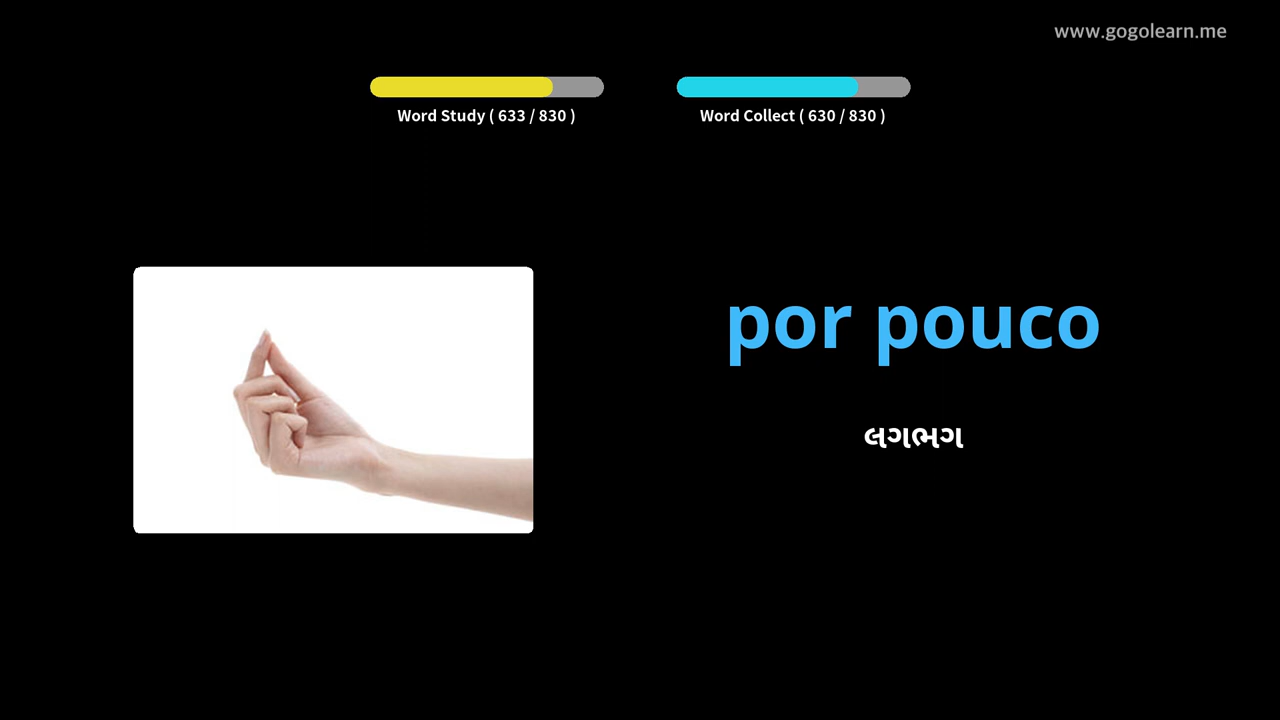 www.gogolearn.me
Word Study ( 633 / 830 )
Word Collect ( 630 / 830 )
por pouco
લગભગ